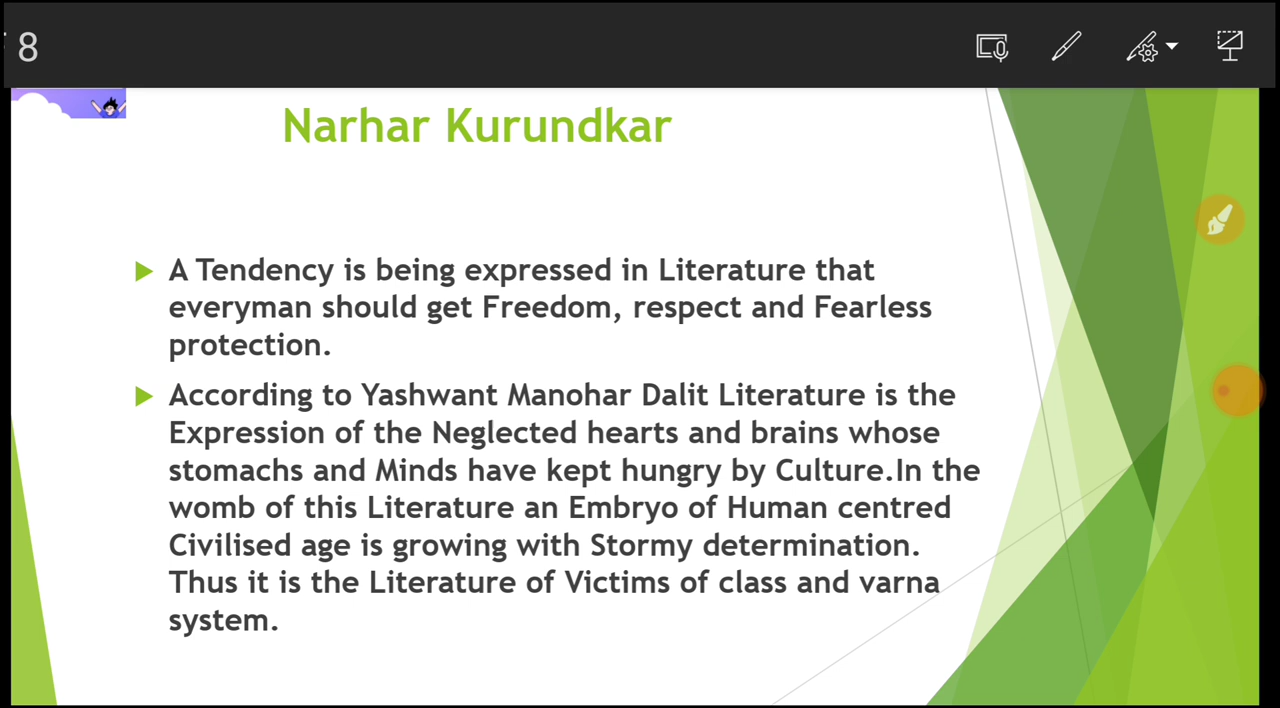 8
Narhar Kurundkar
A Tendency is being expressed in Literature that
everyman should get Freedom, respect and Fearless
protection.
According to Yashwant Manohar Dalit Literature is the
Expression of the Neglected hearts and brains whose
stomachs and Minds have kept hungry by Culture.In the
womb of this Literature an Embryo of Human centred
Civilised age is growing with Stormy determination.
Thus it is the Literature of Victims of class and varna
system.